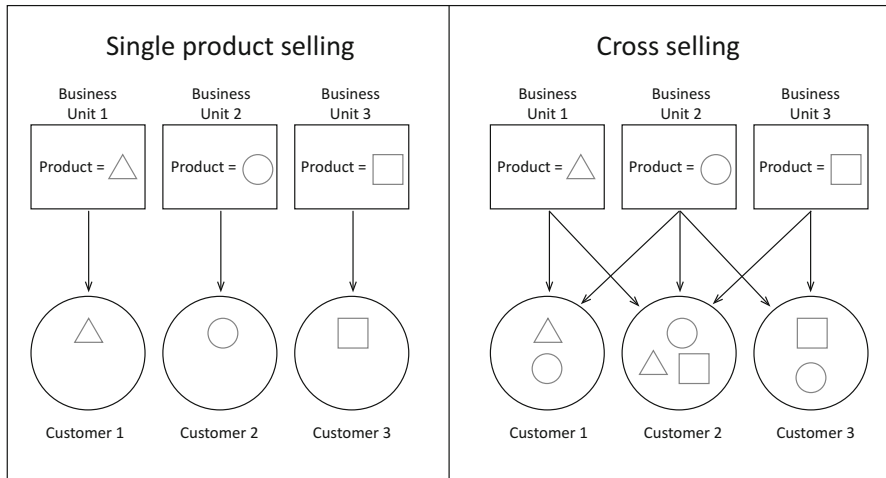 Single product selling
Business
Unit 1
Business
Unit 2
Business
Unit 3
Product =
Product =
Product =
Customer 1
Customer 2
Customer 3
Cross selling
Business
Unit 1
Business
Unit 2
Business
Unit 3
Product =
Product =
Product =
Customer 1
Customer 2
Customer 3